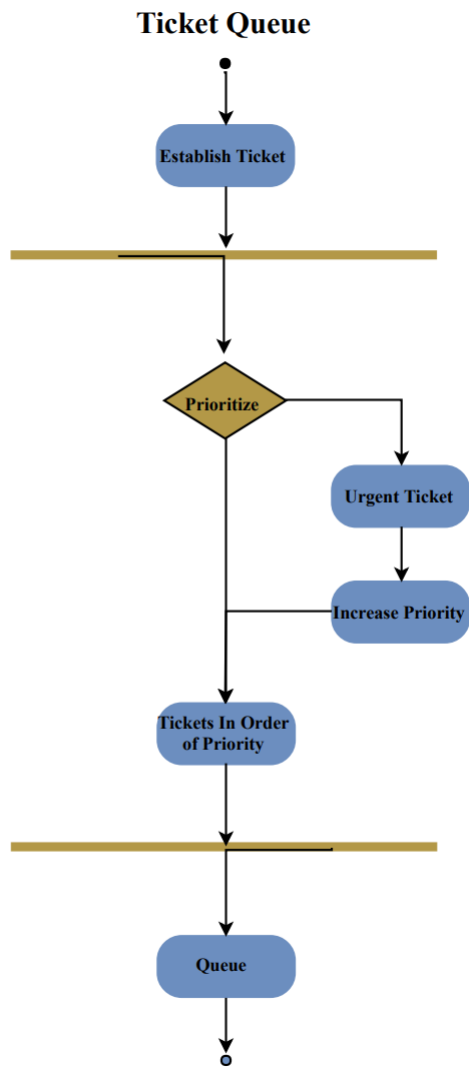 Ticket Queue
Establish Ticket
Prioritize
Urgent Ticket
Increase Priority
Tickets In Order
of Priority
Queue